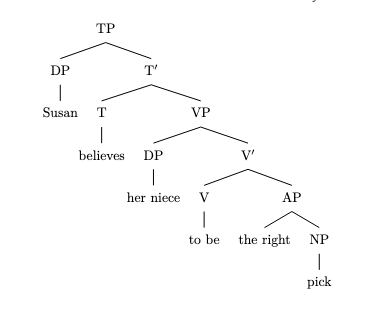 TP
DP T′
Susan T VP
believes DP V′
her niece V AP
to be the right NP
pick